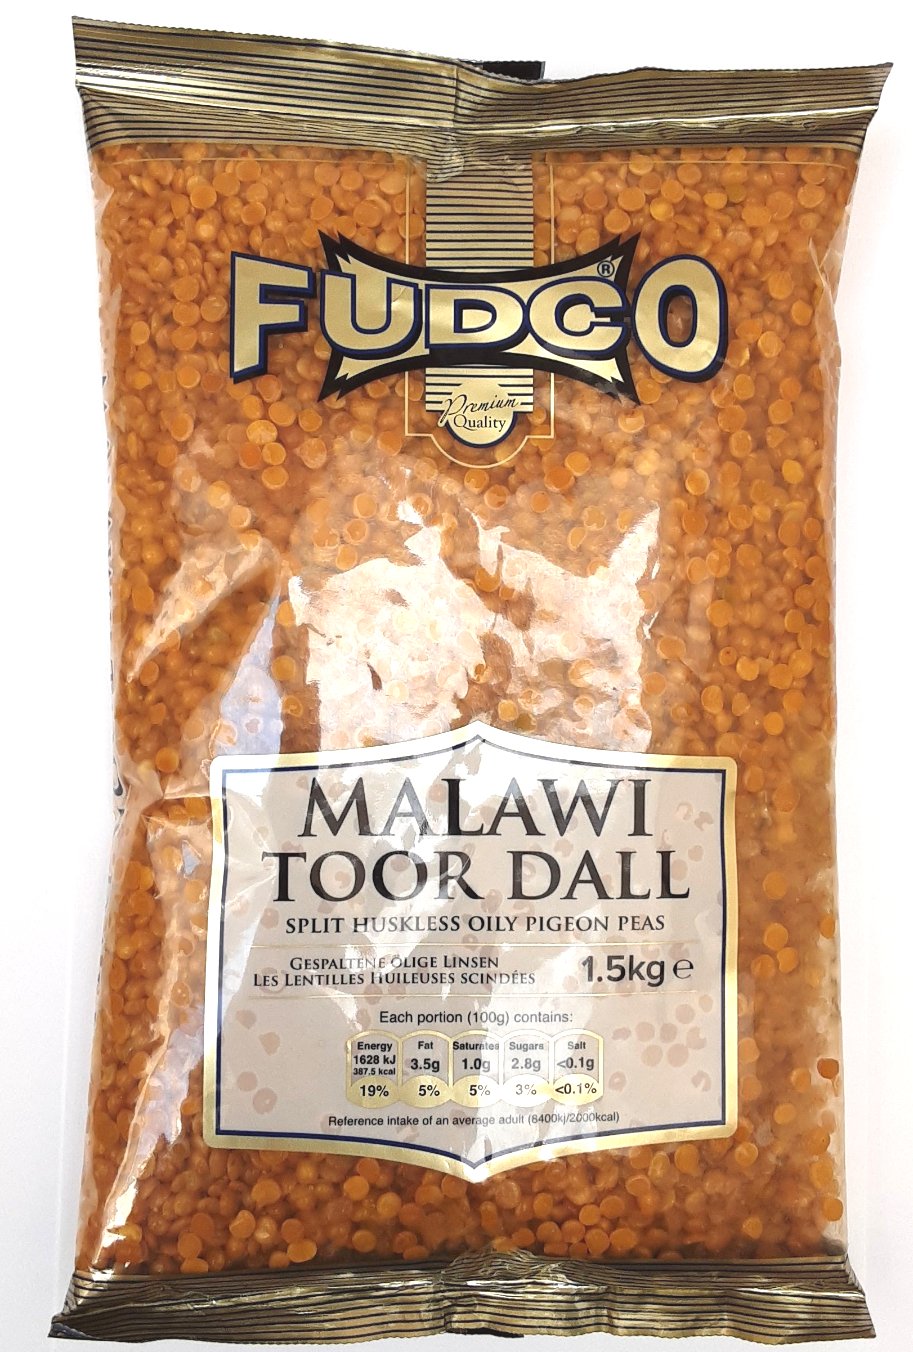 FUDCO®
Premium
Quality
MALAWI
TOOR DALL
SPLIT HUSKLESS OILY PIGEON PEAS
GESPALTENE ÖLIGE LINSEN
LES LENTILLES HUILEUSES SCINDÉES
1.5kg e
Each portion (100g) contains:
Energy Fat Saturates Sugars Salt
1628 kJ 3.5g 1.0g 2.8g <0.1g
387.5 kcal
19% 5% 5% 3% <0.1%
Reference intake of an average adult (8400kj/2000kcal)